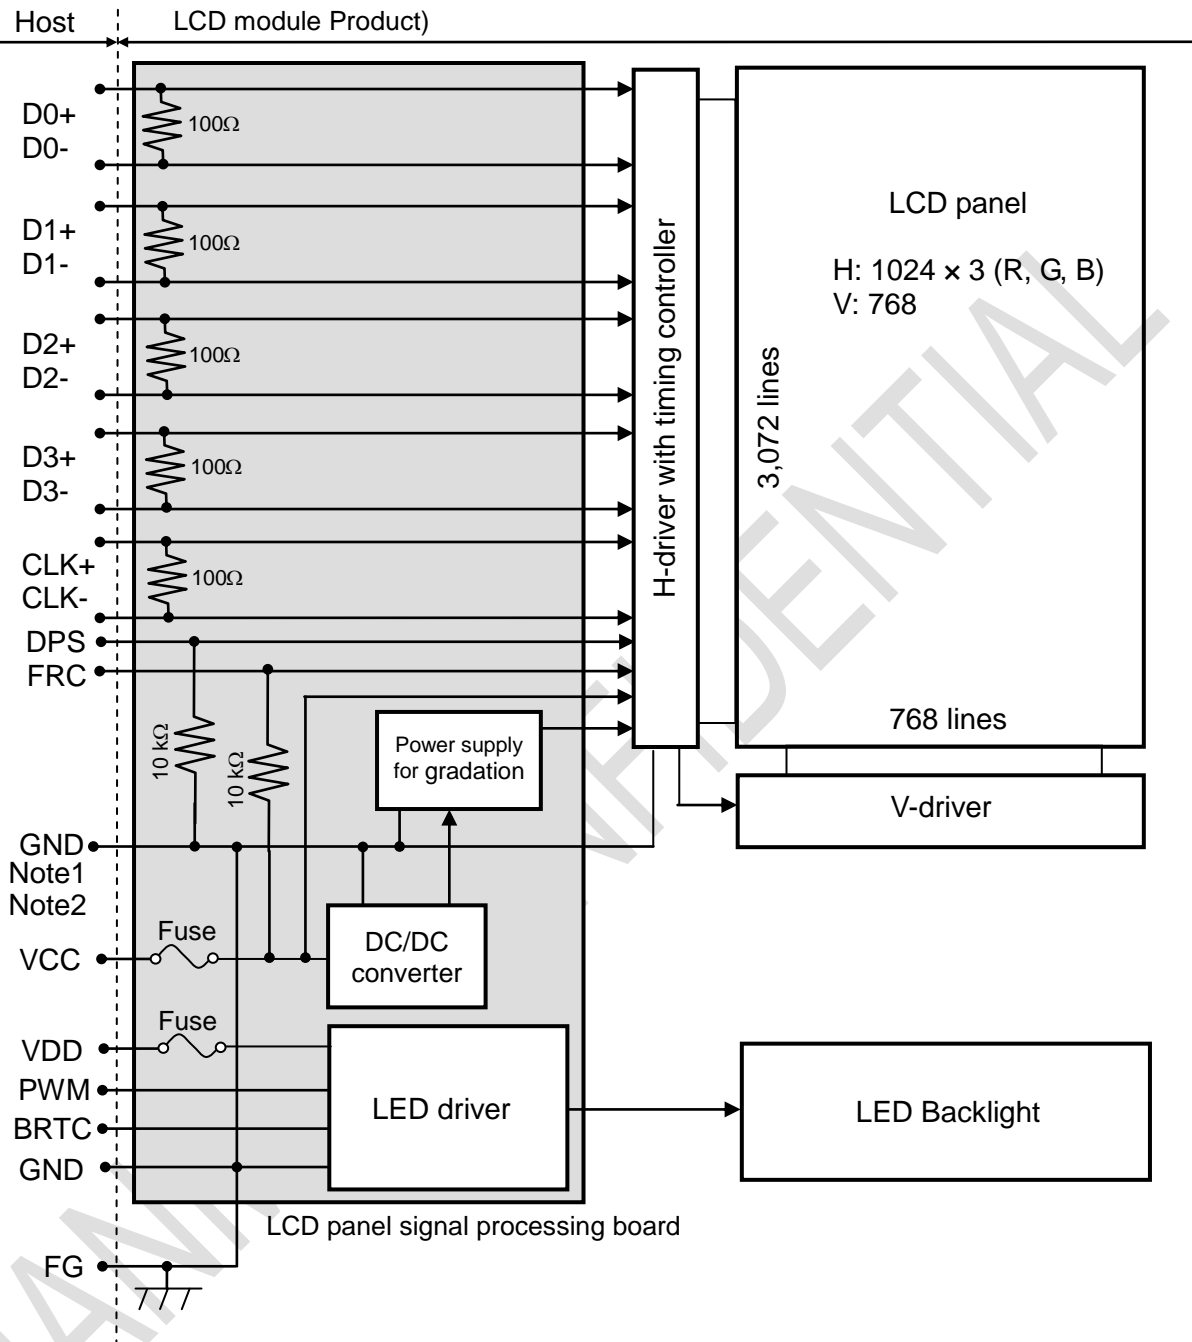 Host
LCD module Product)
D0+
D0-
100Ω
D1+
D1-
100Ω
D2+
D2-
100Ω
D3+
D3-
100Ω
CLK+
CLK-
100Ω
DPS
FRC
10 kΩ
10 kΩ
Power supply
for gradation
H-driver with timing controller
LCD panel
H: 1024 × 3 (R, G, B)
V: 768
3,072 lines
768 lines
V-driver
GND
Note1
Note2
VCC
Fuse
DC/DC
converter
VDD
Fuse
PWM
BRTC
GND
LED driver
LED Backlight
LCD panel signal processing board
FG